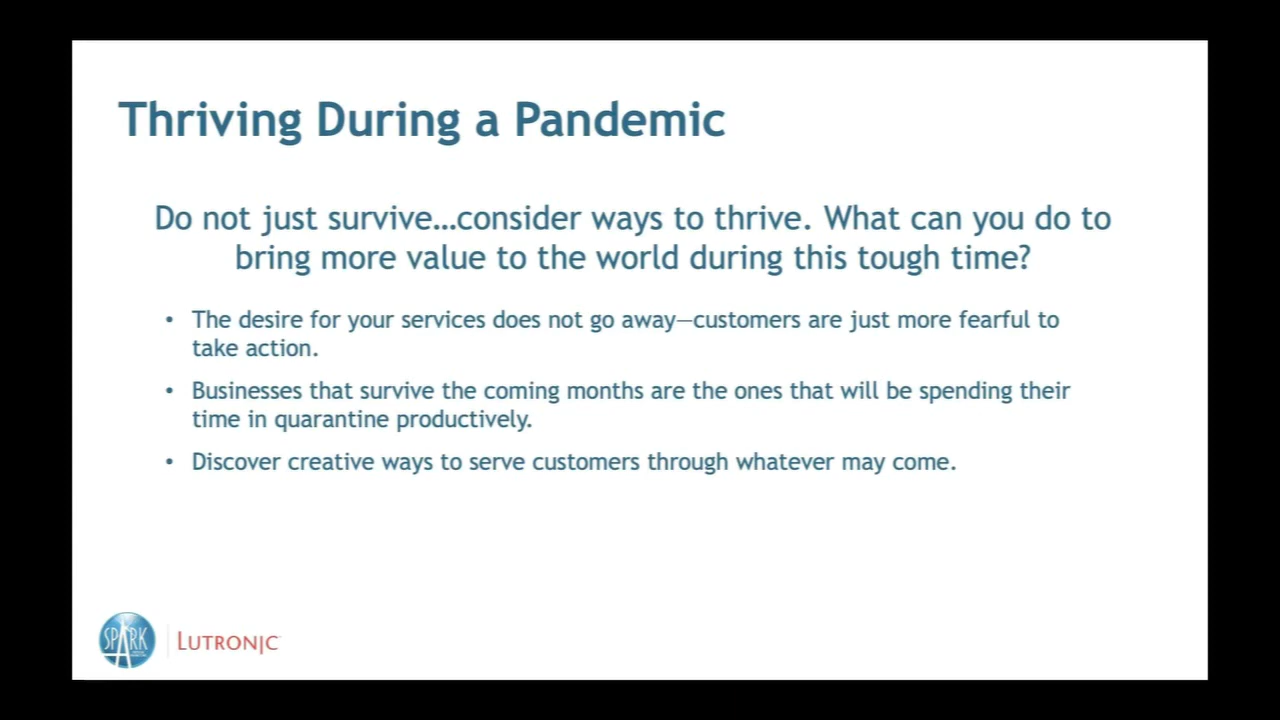 Thriving During a Pandemic
Do not just survive…consider ways to thrive. What can you do to
bring more value to the world during this tough time?
• The desire for your services does not go away—customers are just more fearful to
take action.
• Businesses that survive the coming months are the ones that will be spending their
time in quarantine productively.
• Discover creative ways to serve customers through whatever may come.
SPARK
LUTRONIC